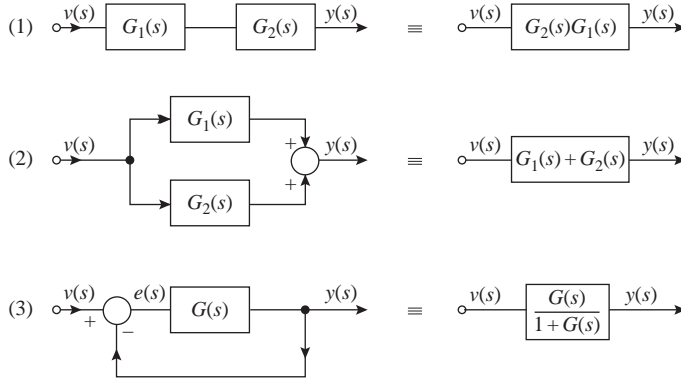 (1) v(s) G₁(s) G₂(s) y(s) ≡ v(s) G₂(s)G₁(s) y(s)
G₁(s)
(2) v(s) + y(s) ≡ v(s) G₁(s) + G₂(s) y(s)
+
G₂(s)
(3) v(s) + − e(s) G(s) y(s) ≡ v(s) G(s) y(s)
1 + G(s)